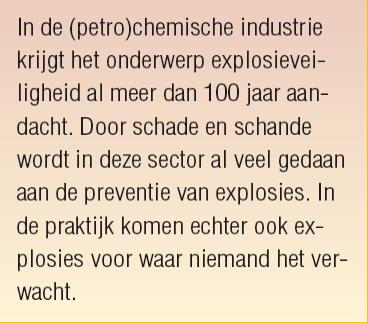 In de (petro)chemische industrie
krijgt het onderwerp explosievei-
ligheid al meer dan 100 jaar aan-
dacht. Door schade en schande
wordt in deze sector al veel gedaan
aan de preventie van explosies. In
de praktijk komen echter ook ex-
plosies voor waar niemand het ver-
wacht.